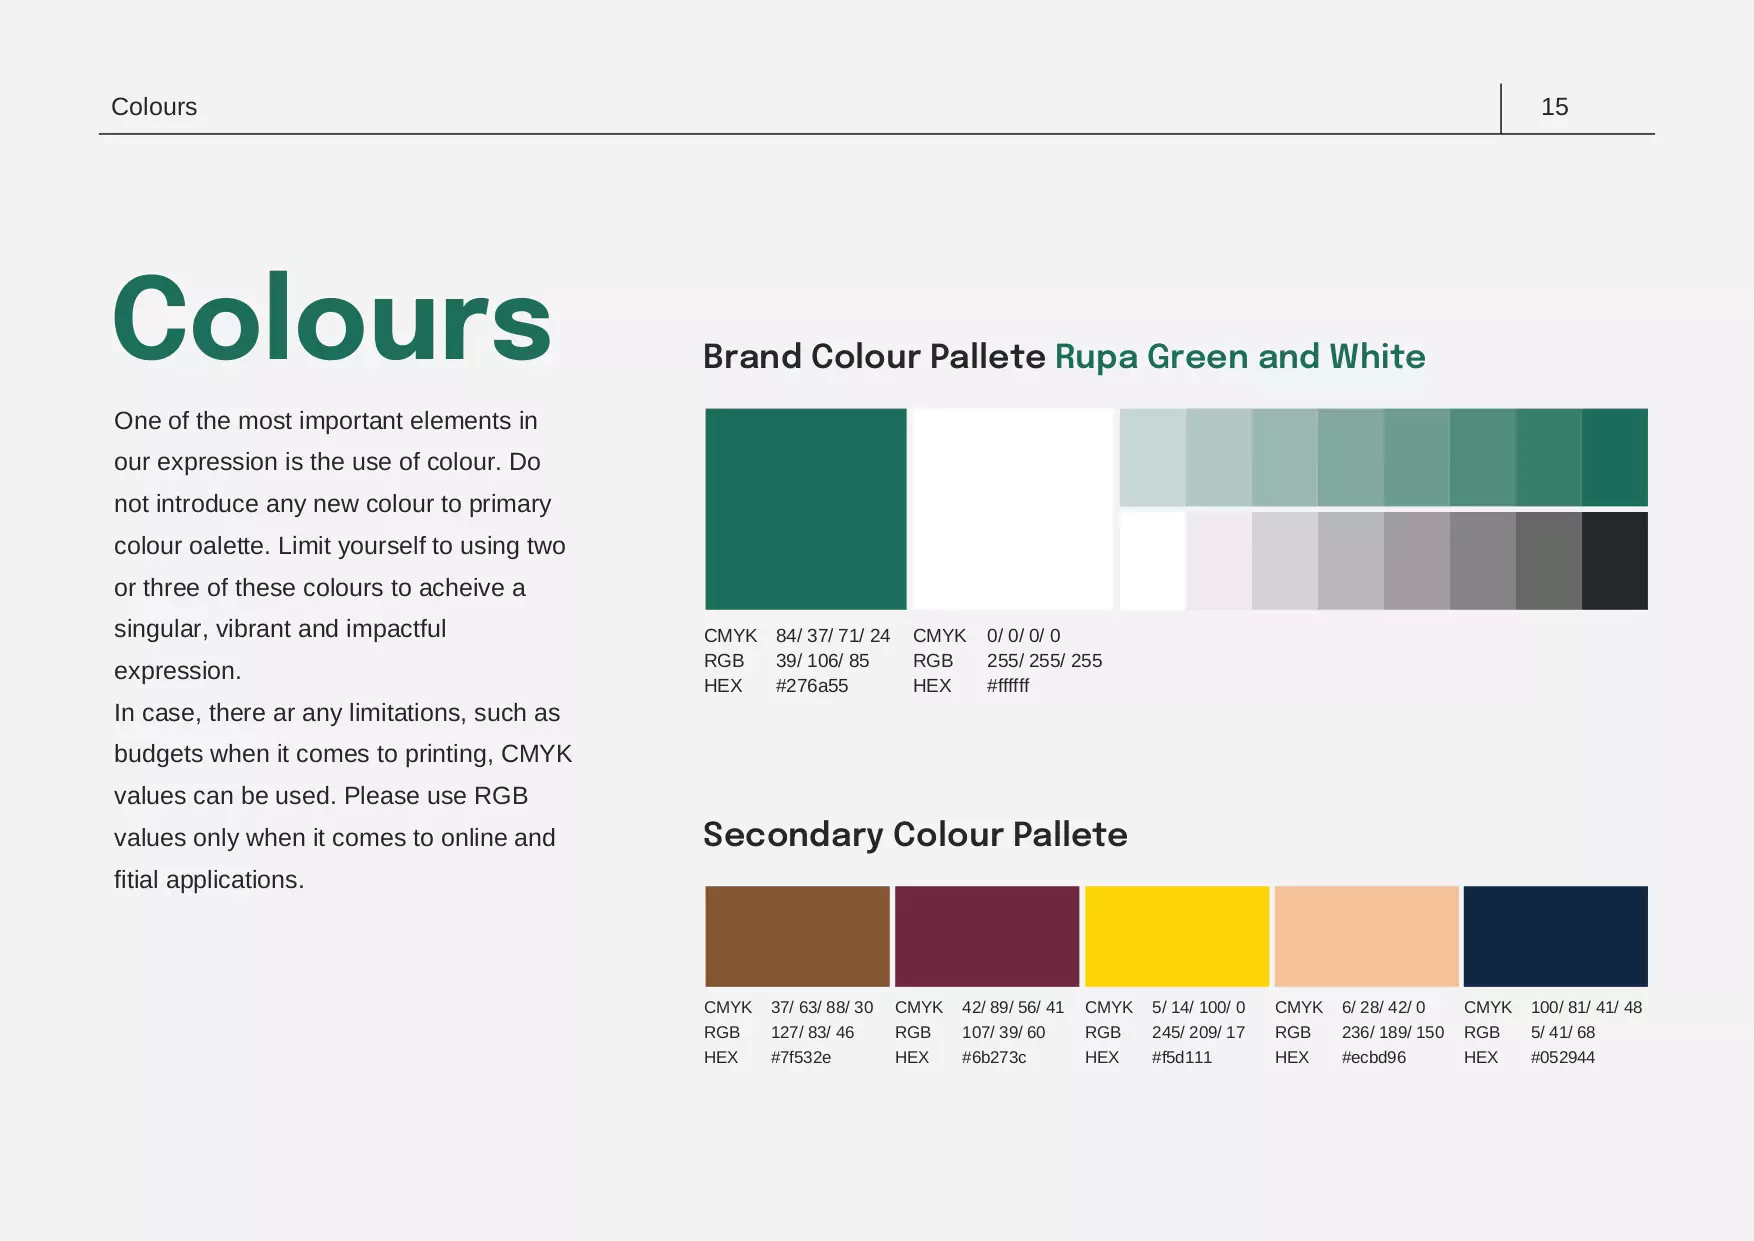 Colours
15
Colours
One of the most important elements in
our expression is the use of colour. Do
not introduce any new colour to primary
colour oalette. Limit yourself to using two
or three of these colours to acheive a
singular, vibrant and impactful
expression.
In case, there ar any limitations, such as
budgets when it comes to printing, CMYK
values can be used. Please use RGB
values only when it comes to online and
fitial applications.
Brand Colour Pallete Rupa Green and White
CMYK 84/ 37/ 71/ 24 CMYK 0/ 0/ 0/ 0
RGB 39/ 106/ 85 RGB 255/ 255/ 255
HEX #276a55 HEX #ffffff
Secondary Colour Pallete
CMYK 37/ 63/ 88/ 30 CMYK 42/ 89/ 56/ 41 CMYK 5/ 14/ 100/ 0 CMYK 6/ 28/ 42/ 0 CMYK 100/ 81/ 41/ 48
RGB 127/ 83/ 46 RGB 107/ 39/ 60 RGB 245/ 209/ 17 RGB 236/ 189/ 150 RGB 5/ 41/ 68
HEX #7f532e HEX #6b273c HEX #f5d111 HEX #ecbd96 HEX #052944